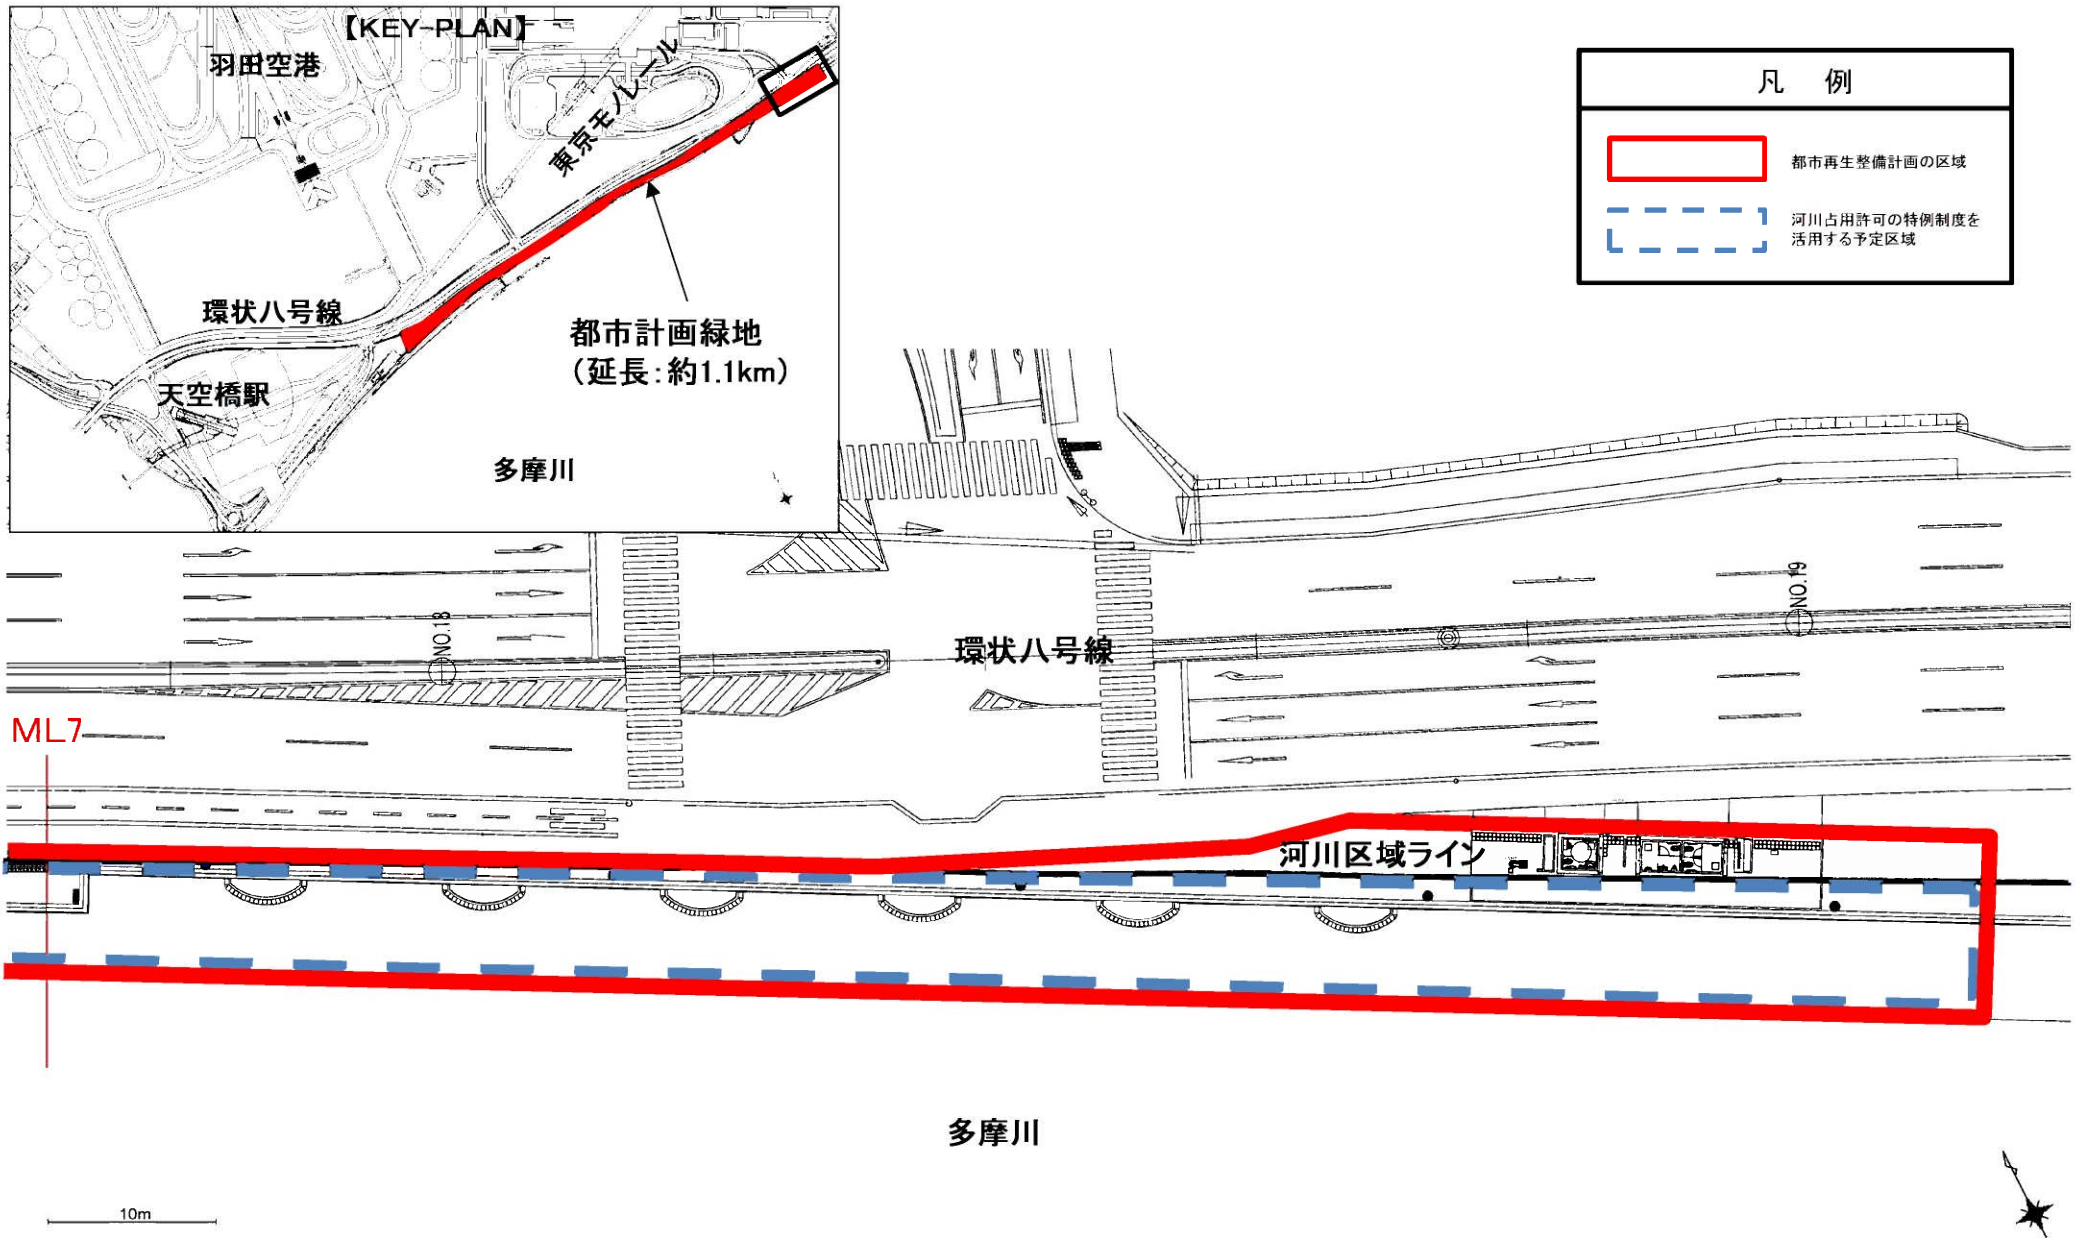 【KEY-PLAN】
羽田空港
東京モノレール
環状八号線
都市計画緑地
（延長：約1.1km）
天空橋駅
多摩川
凡 例
都市再生整備計画の区域
河川占用許可の特例制度を
活用する予定区域
NO.18
NO.19
環状八号線
ML7
河川区域ライン
多摩川
10m